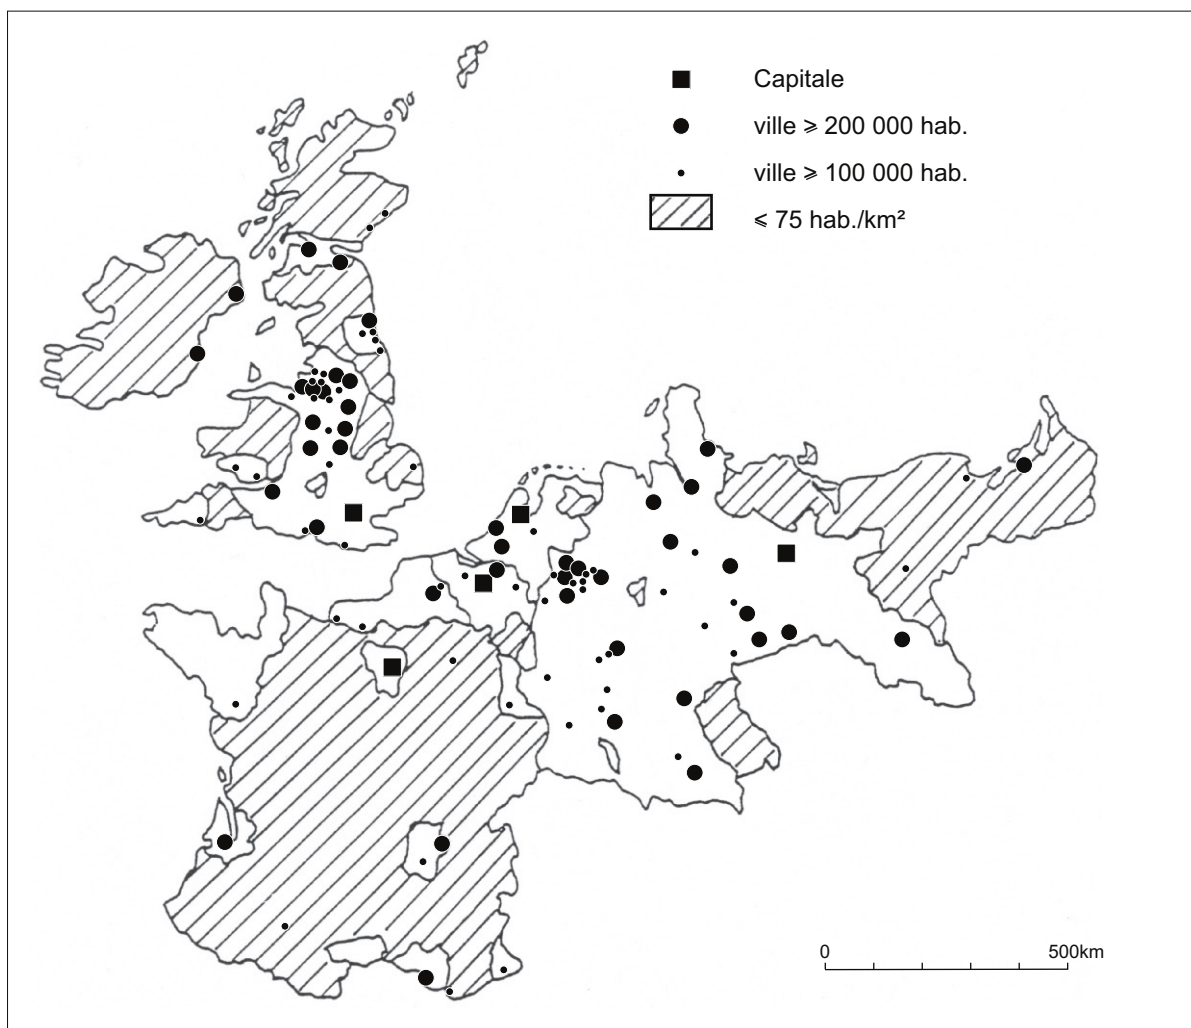 Capitale
ville ⩾ 200 000 hab.
ville ⩾ 100 000 hab.
⩽ 75 hab./km²
0 500km